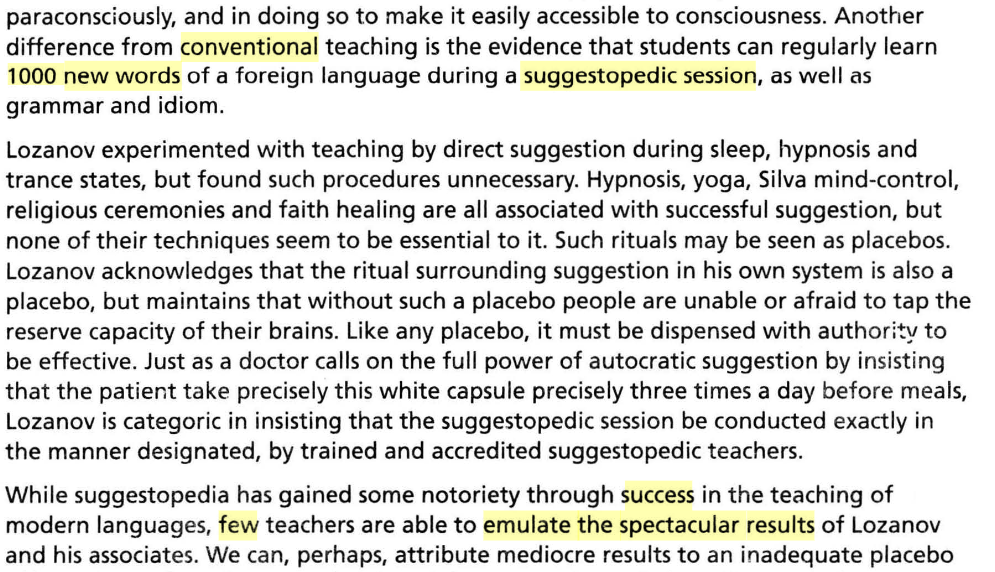 paraconsciously, and in doing so to make it easily accessible to consciousness. Another
difference from conventional teaching is the evidence that students can regularly learn
1000 new words of a foreign language during a suggestopedic session, as well as
grammar and idiom.
Lozanov experimented with teaching by direct suggestion during sleep, hypnosis and
trance states, but found such procedures unnecessary. Hypnosis, yoga, Silva mind-control,
religious ceremonies and faith healing are all associated with successful suggestion, but
none of their techniques seem to be essential to it. Such rituals may be seen as placebos.
Lozanov acknowledges that the ritual surrounding suggestion in his own system is also a
placebo, but maintains that without such a placebo people are unable or afraid to tap the
reserve capacity of their brains. Like any placebo, it must be dispensed with authority to
be effective. Just as a doctor calls on the full power of autocratic suggestion by insisting
that the patient take precisely this white capsule precisely three times a day before meals,
Lozanov is categoric in insisting that the suggestopedic session be conducted exactly in
the manner designated, by trained and accredited suggestopedic teachers.
While suggestopedia has gained some notoriety through success in the teaching of
modern languages, few teachers are able to emulate the spectacular results of Lozanov
and his associates. We can, perhaps, attribute mediocre results to an inadequate placebo